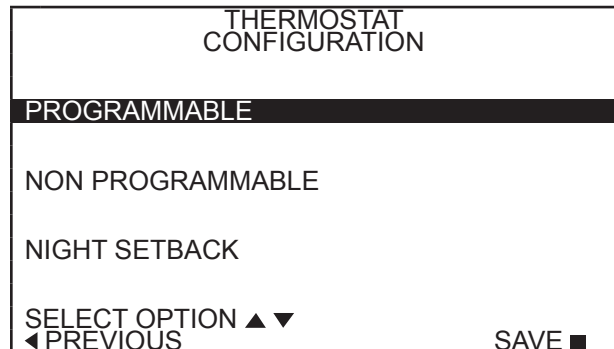 THERMOSTAT
CONFIGURATION
PROGRAMMABLE
NON PROGRAMMABLE
NIGHT SETBACK
SELECT OPTION ▲ ▼
◄ PREVIOUS SAVE ■